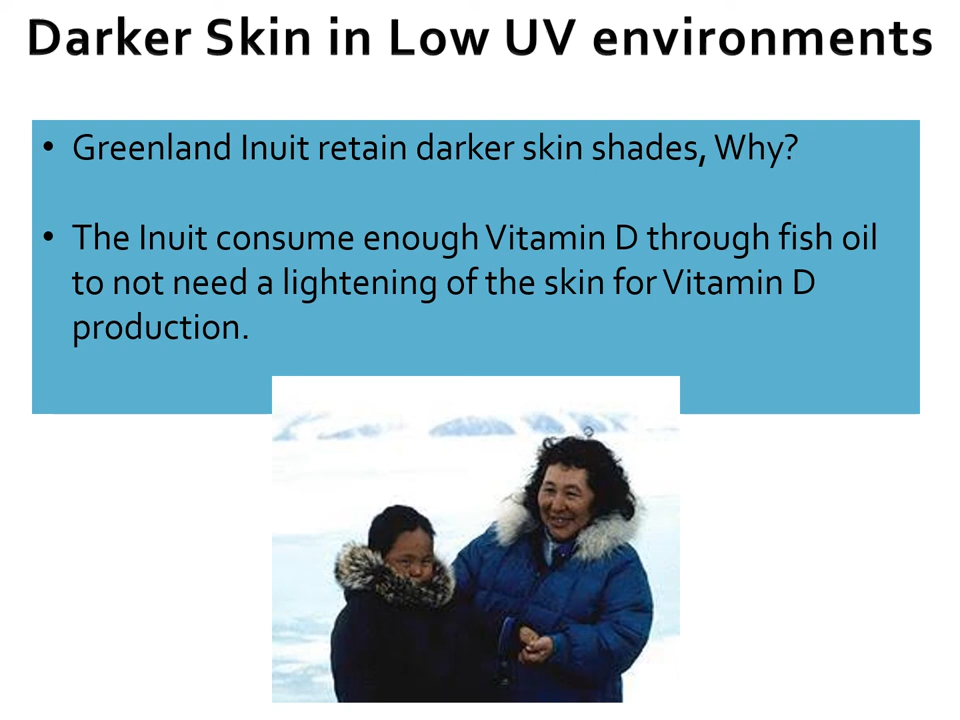 Darker Skin in Low UV environments
• Greenland Inuit retain darker skin shades, Why?
• The Inuit consume enough Vitamin D through fish oil
to not need a lightening of the skin for Vitamin D
production.